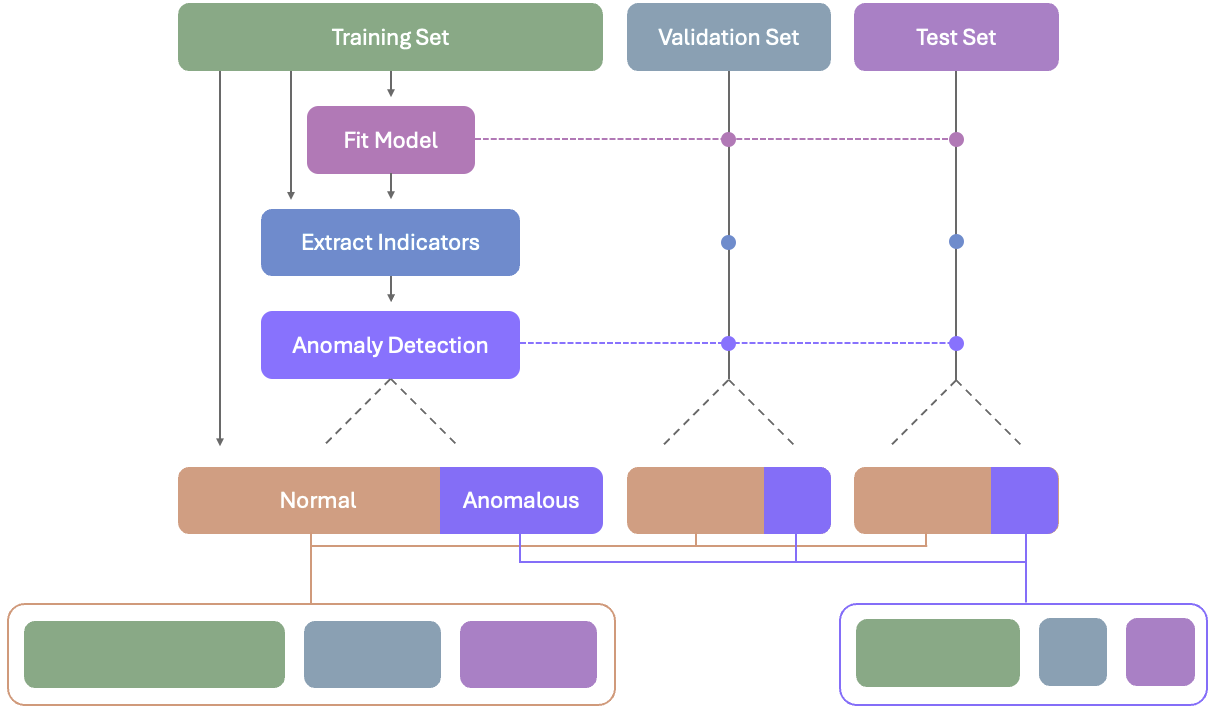 Training Set
Validation Set
Test Set
Fit Model
Extract Indicators
Anomaly Detection
Normal
Anomalous